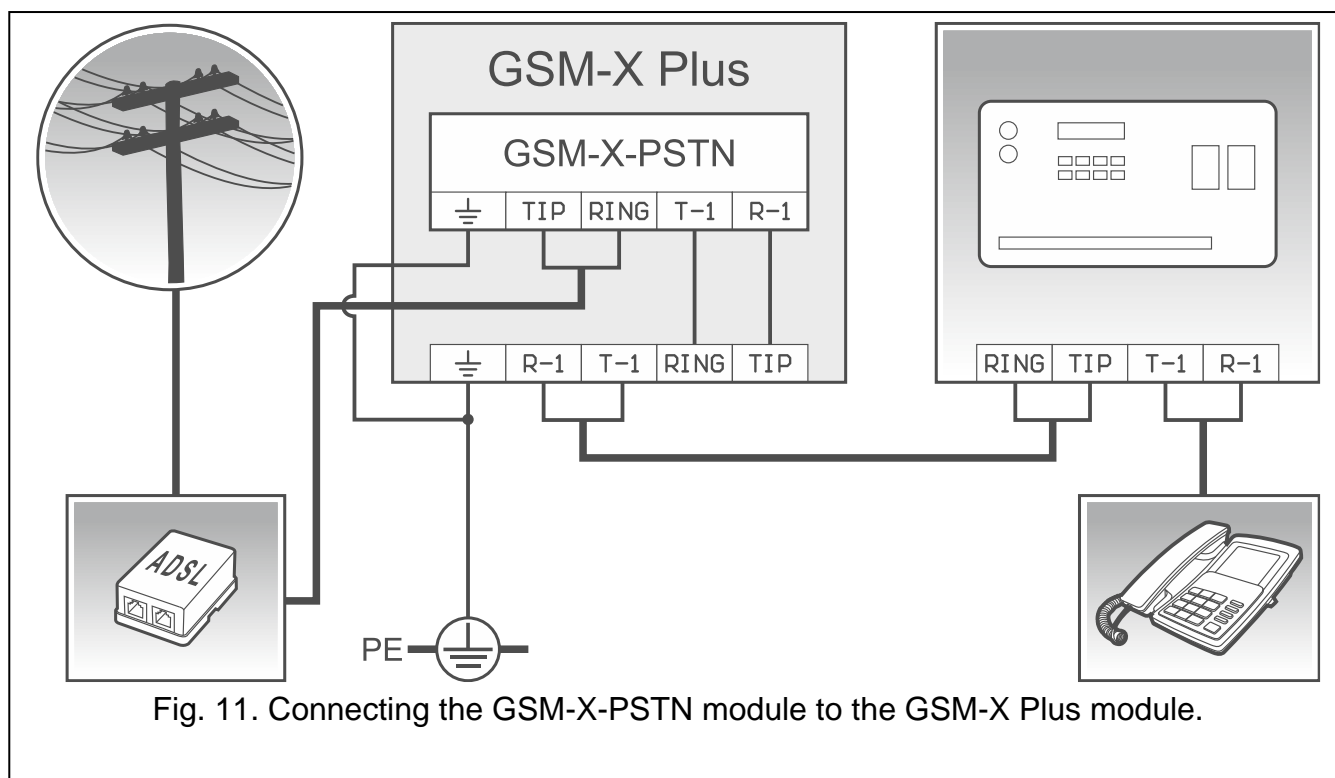 GSM-X Plus
GSM-X-PSTN
⏚ TIP RING T-1 R-1
⏚ R-1 T-1 RING TIP
RING TIP T-1 R-1
ADSL
PE
Fig. 11. Connecting the GSM-X-PSTN module to the GSM-X Plus module.